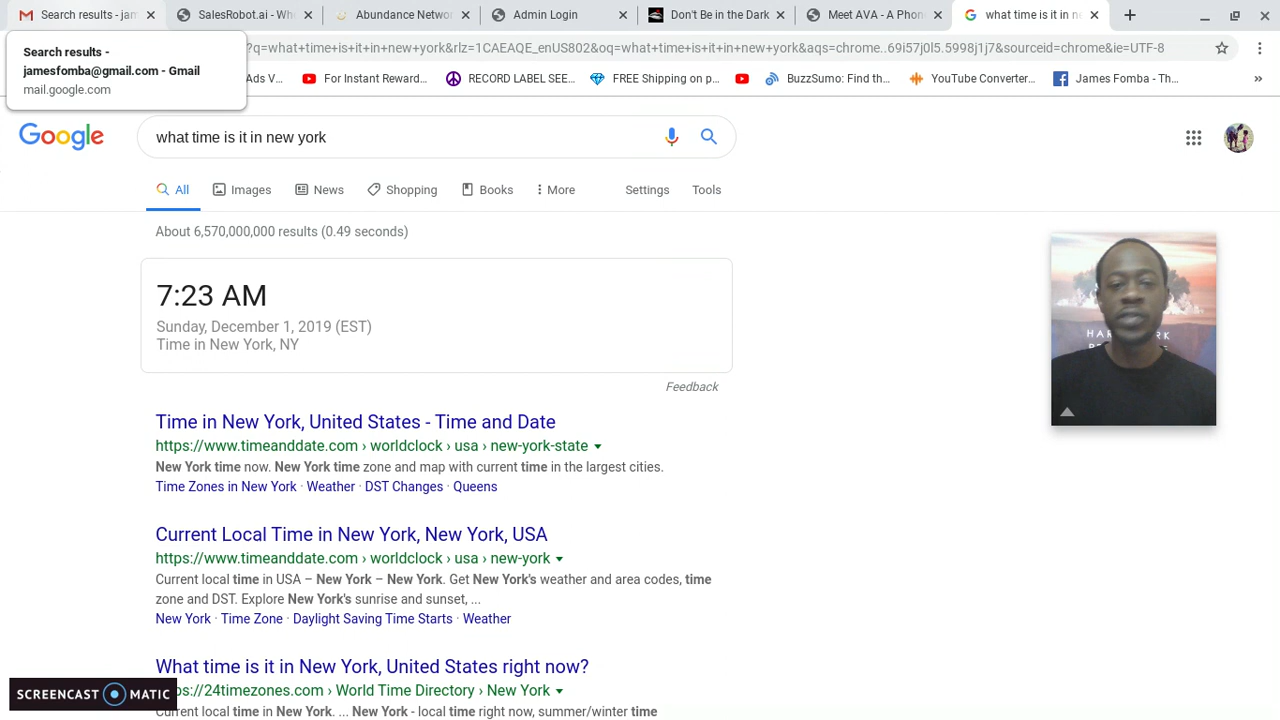 Search results - jam
SalesRobot.ai - Whe
Abundance Networ
Admin Login
Don't Be in the Dark
Meet AVA - A Phon
what time is it in ne
Search results -
jamesfomba@gmail.com - Gmail
mail.google.com
?q=what+time+is+it+in+new+york&rlz=1CAEAQE_enUS802&oq=what+time+is+it+in+new+york&aqs=chrome..69i57j0l5.5998j1j7&sourceid=chrome&ie=UTF-8
Ads V...
For Instant Reward...
RECORD LABEL SEE...
FREE Shipping on p...
BuzzSumo: Find th...
YouTube Converter...
James Fomba - Th...
Google
what time is it in new york
All
Images
News
Shopping
Books
More
Settings
Tools
About 6,570,000,000 results (0.49 seconds)
7:23 AM
Sunday, December 1, 2019 (EST)
Time in New York, NY
Feedback
Time in New York, United States - Time and Date
https://www.timeanddate.com › worldclock › usa › new-york-state
New York time now. New York time zone and map with current time in the largest cities.
Time Zones in New York · Weather · DST Changes · Queens
Current Local Time in New York, New York, USA
https://www.timeanddate.com › worldclock › usa › new-york
Current local time in USA – New York – New York. Get New York's weather and area codes, time
zone and DST. Explore New York's sunrise and sunset, ...
New York · Time Zone · Daylight Saving Time Starts · Weather
What time is it in New York, United States right now?
ps://24timezones.com › World Time Directory › New York
Current local time in New York. ... New York - local time right now, summer/winter time
SCREENCAST MATIC